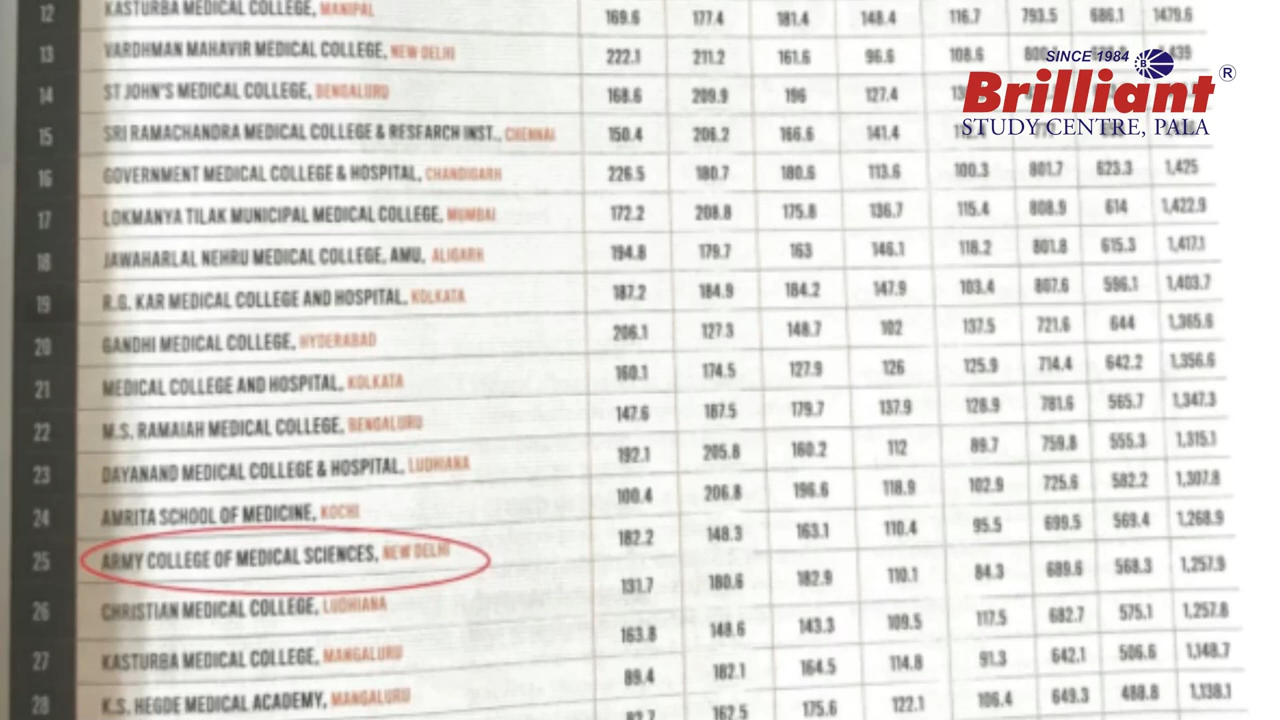 12 KASTURBA MEDICAL COLLEGE, MANIPAL 169.6 177.4 181.4 148.4 116.7 793.5 686.1 1479.6
13 VARDHMAN MAHAVIR MEDICAL COLLEGE, NEW DELHI 222.1 211.2 161.6 96.6 108.6
14 ST JOHN'S MEDICAL COLLEGE, BENGALURU 168.6 209.9 196 127.4
15 SRI RAMACHANDRA MEDICAL COLLEGE & RESEARCH INST., CHENNAI 150.4 206.2 166.6 141.4
16 GOVERNMENT MEDICAL COLLEGE & HOSPITAL, CHANDIGARH 226.5 180.7 180.6 113.6 100.3 801.7 623.3 1,425
17 LOKMANYA TILAK MUNICIPAL MEDICAL COLLEGE, MUMBAI 172.2 208.8 175.8 136.7 115.4 808.9 614 1,422.9
18 JAWAHARLAL NEHRU MEDICAL COLLEGE, AMU, ALIGARH 194.8 179.7 163 146.1 118.2 801.8 615.3 1,417.1
19 R.G. KAR MEDICAL COLLEGE AND HOSPITAL, KOLKATA 187.2 184.9 184.2 147.9 103.4 807.6 596.1 1,403.7
20 GANDHI MEDICAL COLLEGE, HYDERABAD 206.1 127.3 148.7 102 137.5 721.6 644 1,365.6
21 MEDICAL COLLEGE AND HOSPITAL, KOLKATA 160.1 174.5 127.9 126 125.9 714.4 642.2 1,356.6
22 M.S. RAMAIAH MEDICAL COLLEGE, BENGALURU 147.6 187.5 179.7 137.9 128.9 781.6 565.7 1,347.3
23 DAYANAND MEDICAL COLLEGE & HOSPITAL, LUDHIANA 192.1 205.8 160.2 112 89.7 759.8 555.3 1,315.1
24 AMRITA SCHOOL OF MEDICINE, KOCHI 100.4 206.8 196.6 118.9 102.9 725.6 582.2 1,307.8
25 ARMY COLLEGE OF MEDICAL SCIENCES, NEW DELHI 182.2 148.3 163.1 110.4 95.5 699.5 569.4 1,268.9
26 CHRISTIAN MEDICAL COLLEGE, LUDHIANA 131.7 180.6 182.9 110.1 84.3 689.6 568.3 1,257.9
27 KASTURBA MEDICAL COLLEGE, MANGALURU 163.8 148.6 143.3 109.5 117.5 682.7 575.1 1,257.8
28 K.S. HEGDE MEDICAL ACADEMY, MANGALURU 89.4 182.1 164.5 114.8 91.3 642.1 506.6 1,148.7
82.7 162.5 175.6 122.1 106.4 649.3 488.8 1,138.1
SINCE 1984 B
Brilliant ®
STUDY CENTRE, PALA